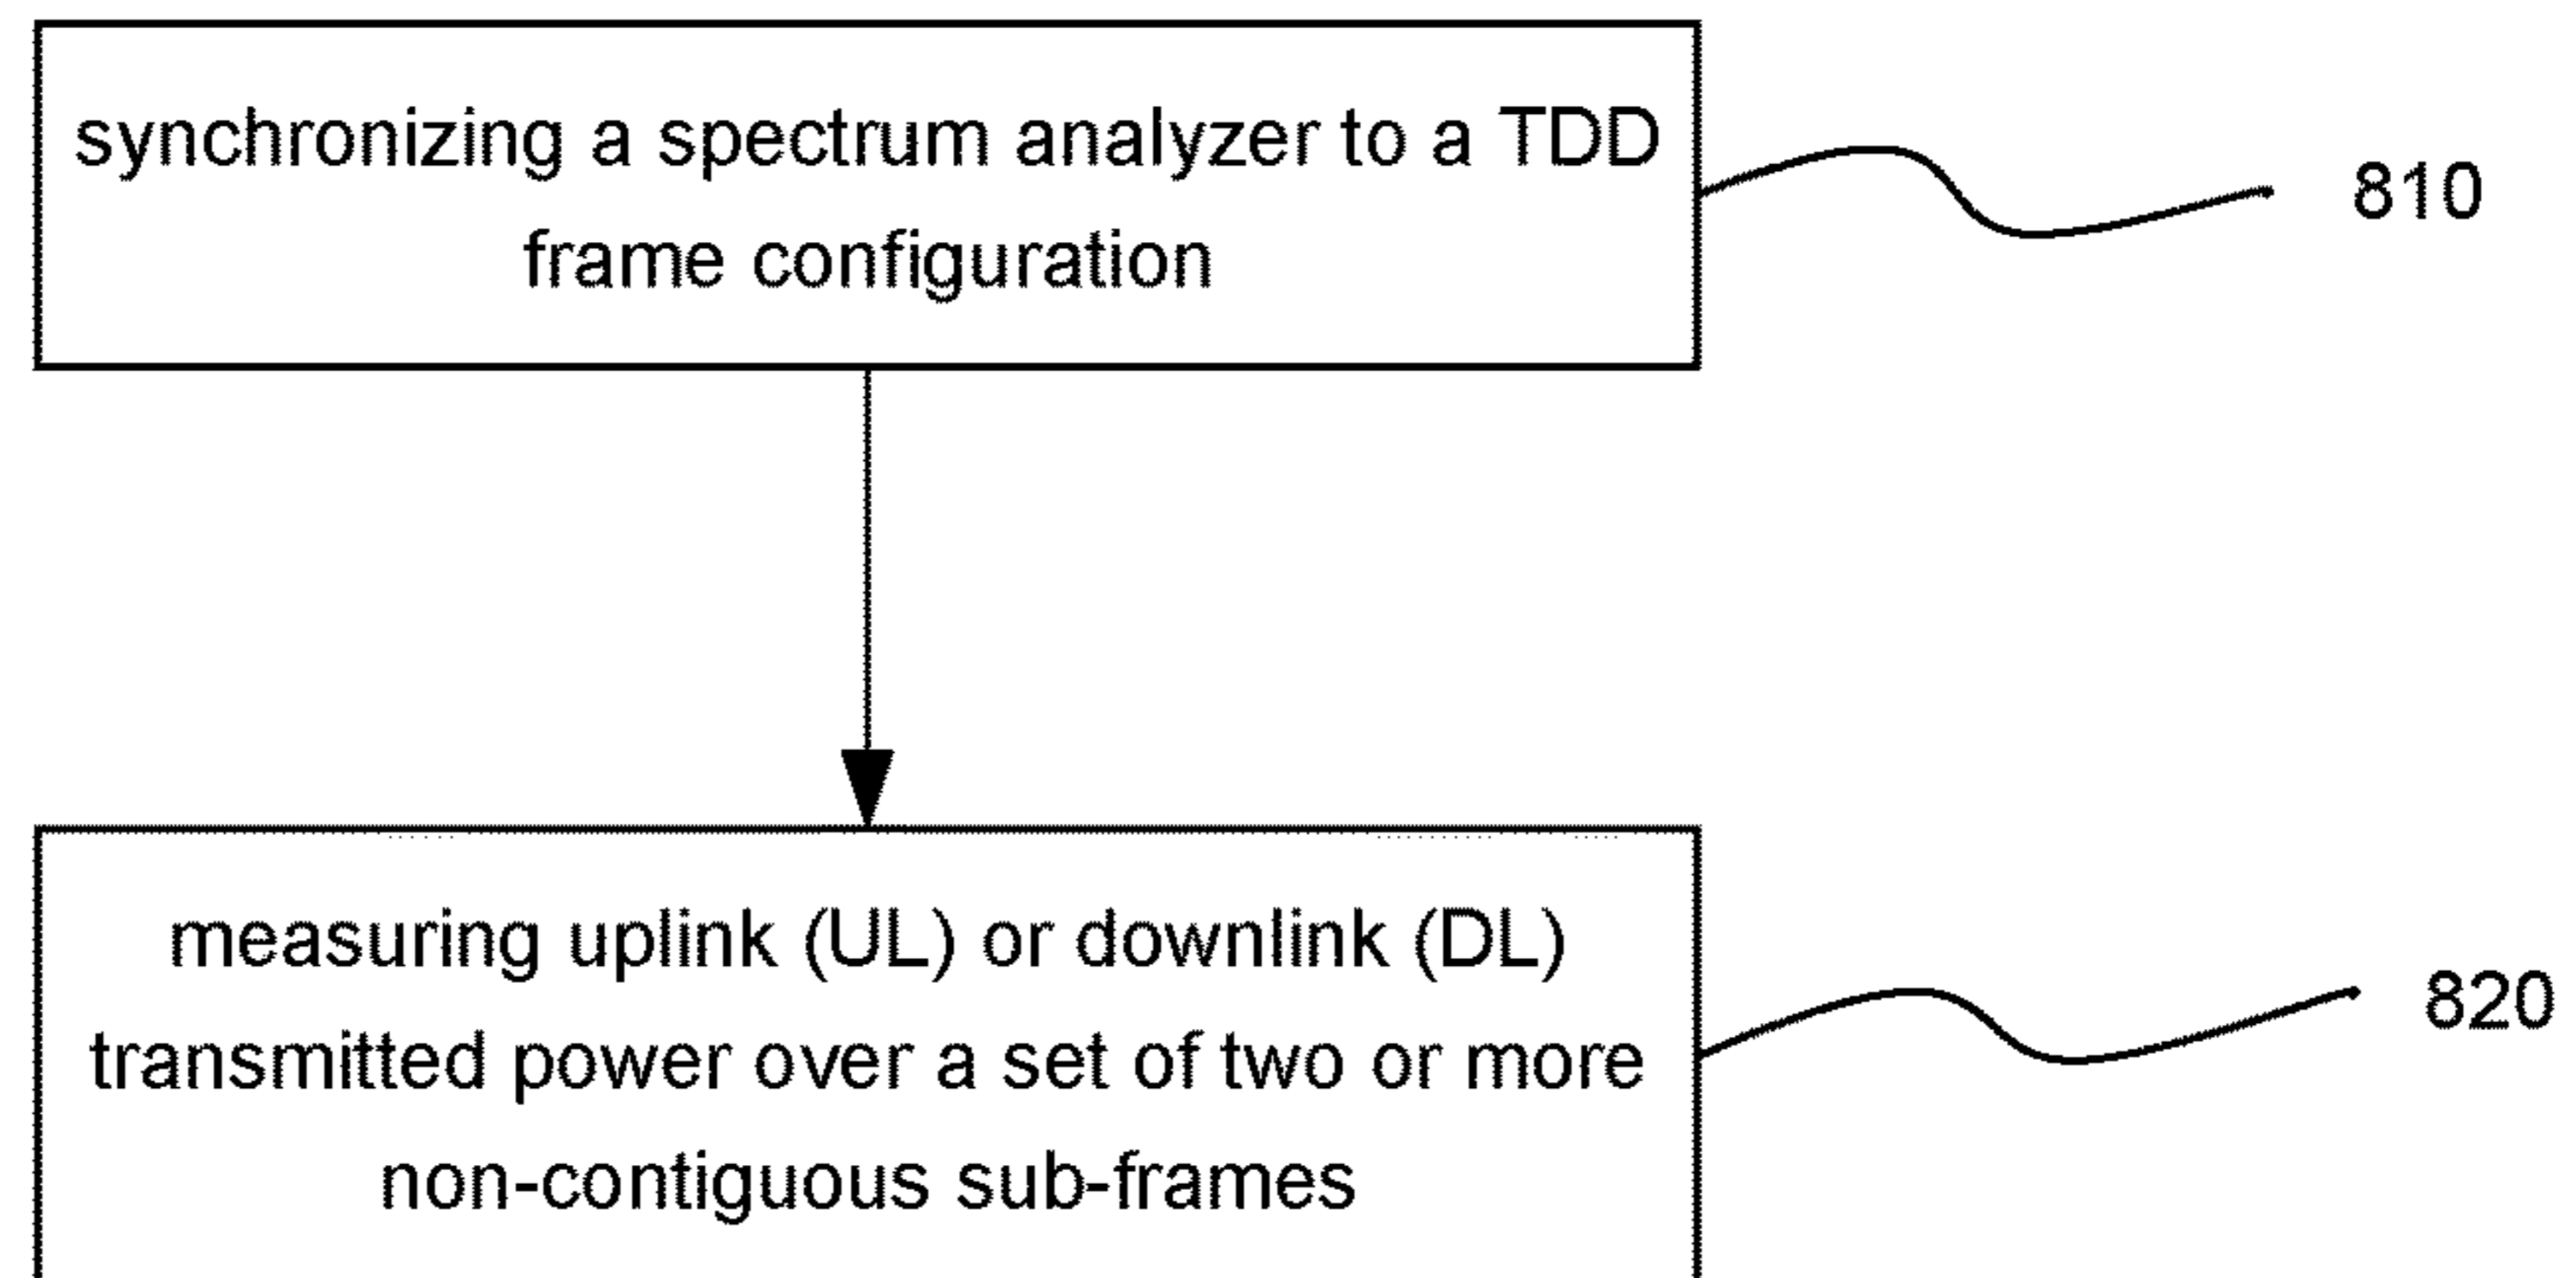 synchronizing a spectrum analyzer to a TDD
frame configuration
810
measuring uplink (UL) or downlink (DL)
transmitted power over a set of two or more
non-contiguous sub-frames
820